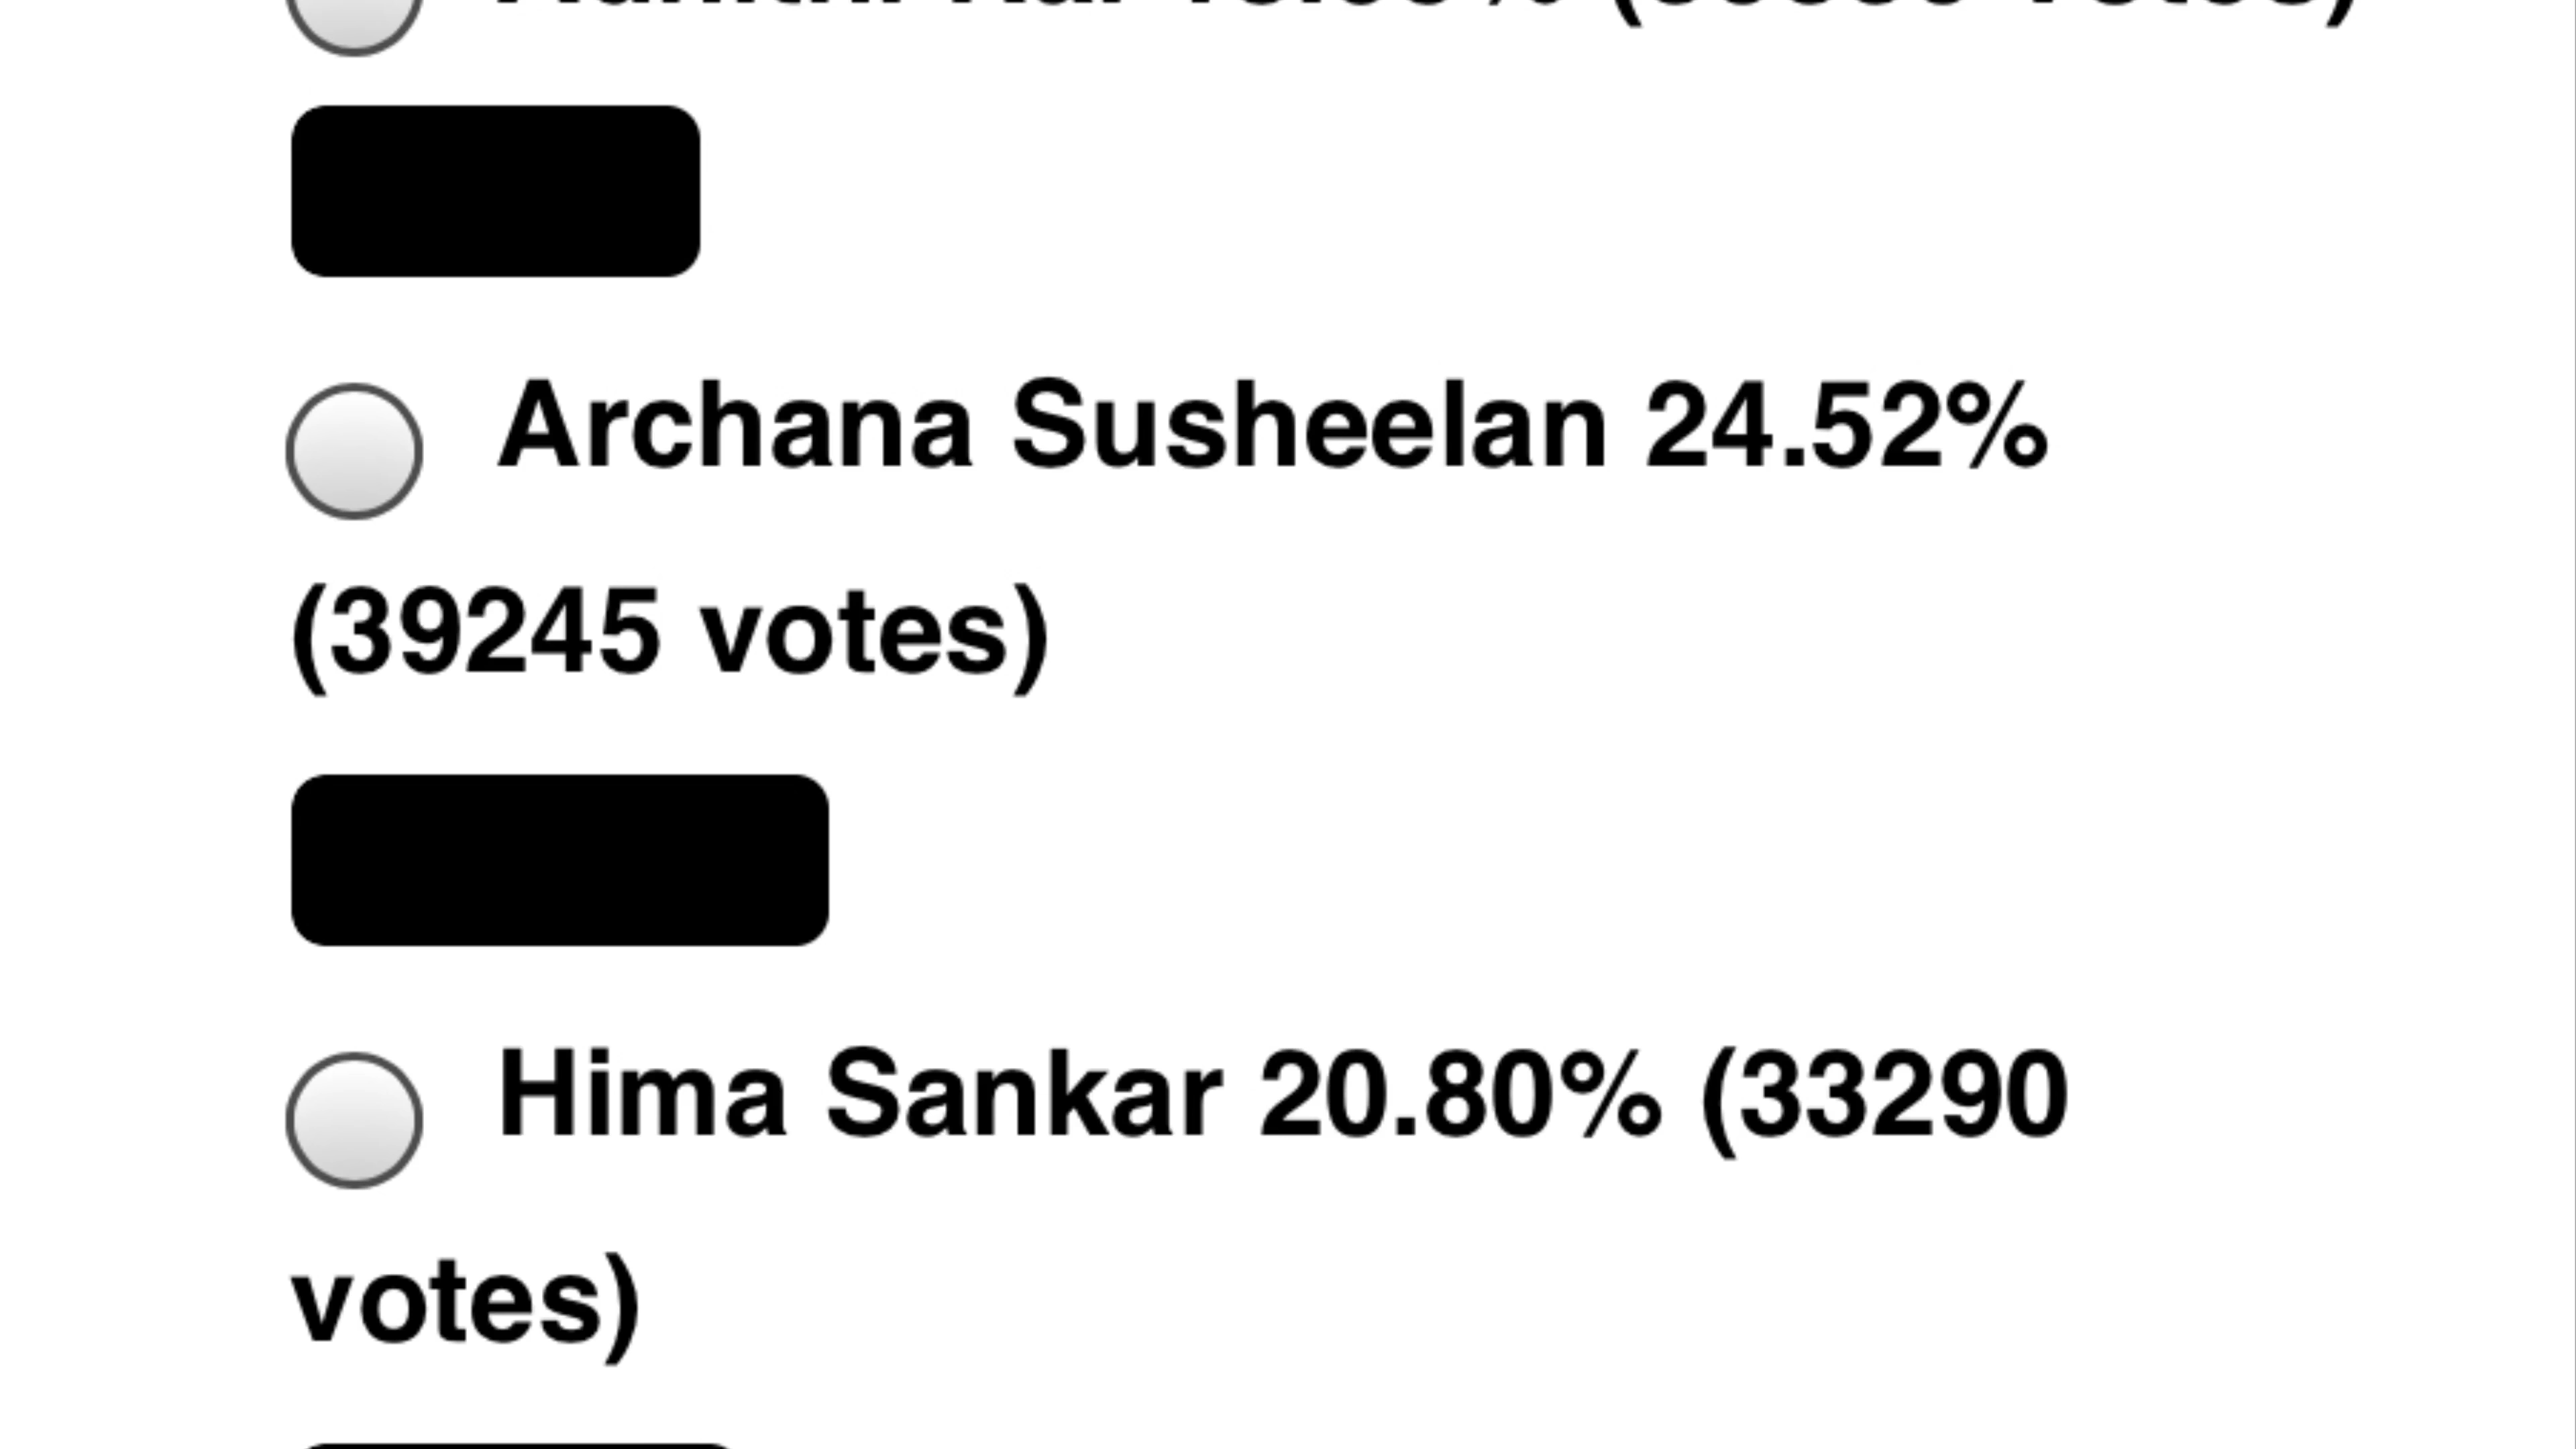 Archana Susheelan 24.52%
(39245 votes)
Hima Sankar 20.80% (33290
votes)